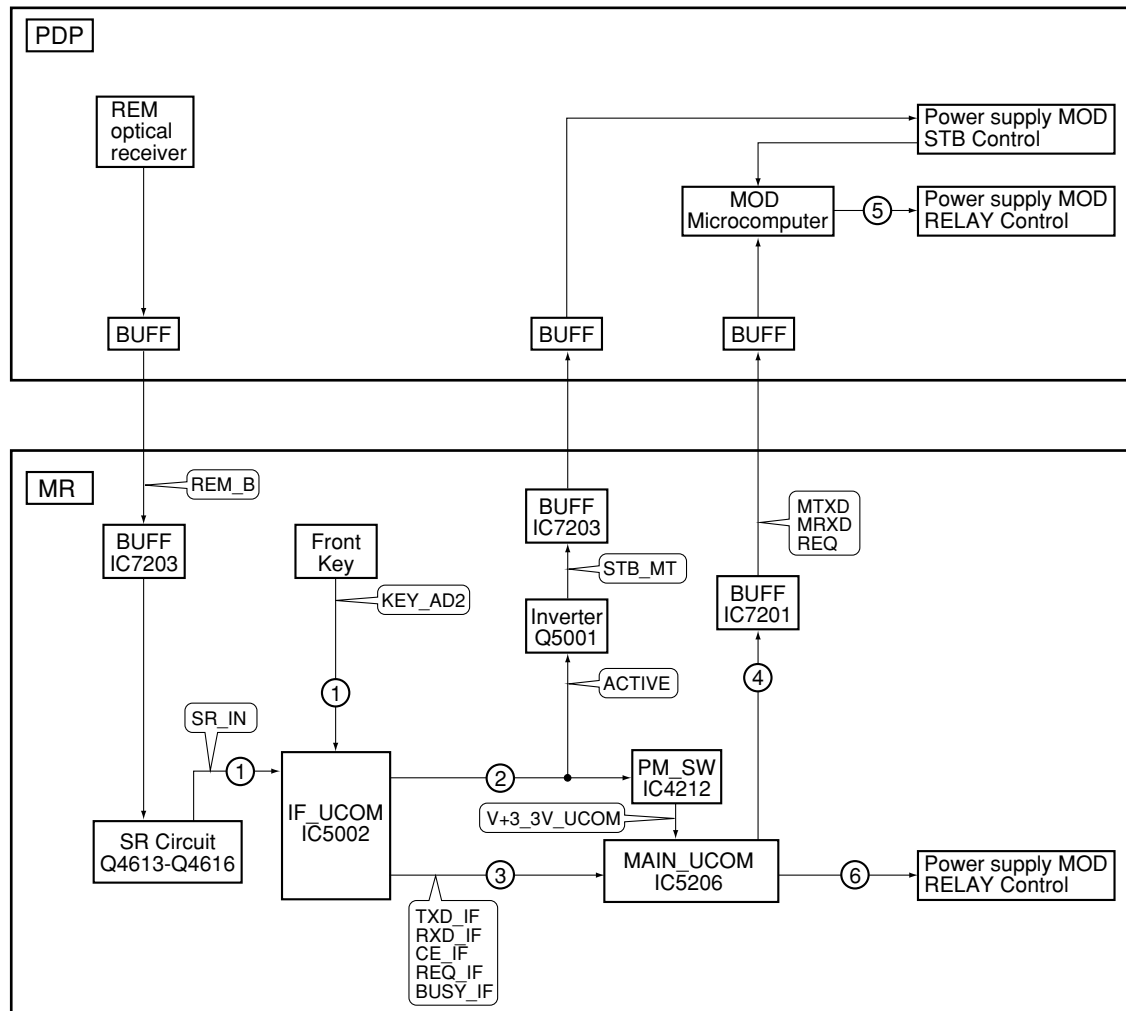 PDP
REM
optical
receiver
Power supply MOD
STB Control
MOD
Microcomputer
5
Power supply MOD
RELAY Control
BUFF
BUFF
BUFF
MR
REM_B
BUFF
IC7203
Front
Key
KEY_AD2
BUFF
IC7203
STB_MT
Inverter
Q5001
ACTIVE
MTXD
MRXD
REQ
BUFF
IC7201
4
1
SR_IN
1
IF_UCOM
IC5002
2
PM_SW
IC4212
V+3_3V_UCOM
SR Circuit
Q4613-Q4616
3
MAIN_UCOM
IC5206
6
Power supply MOD
RELAY Control
TXD_IF
RXD_IF
CE_IF
REQ_IF
BUSY_IF